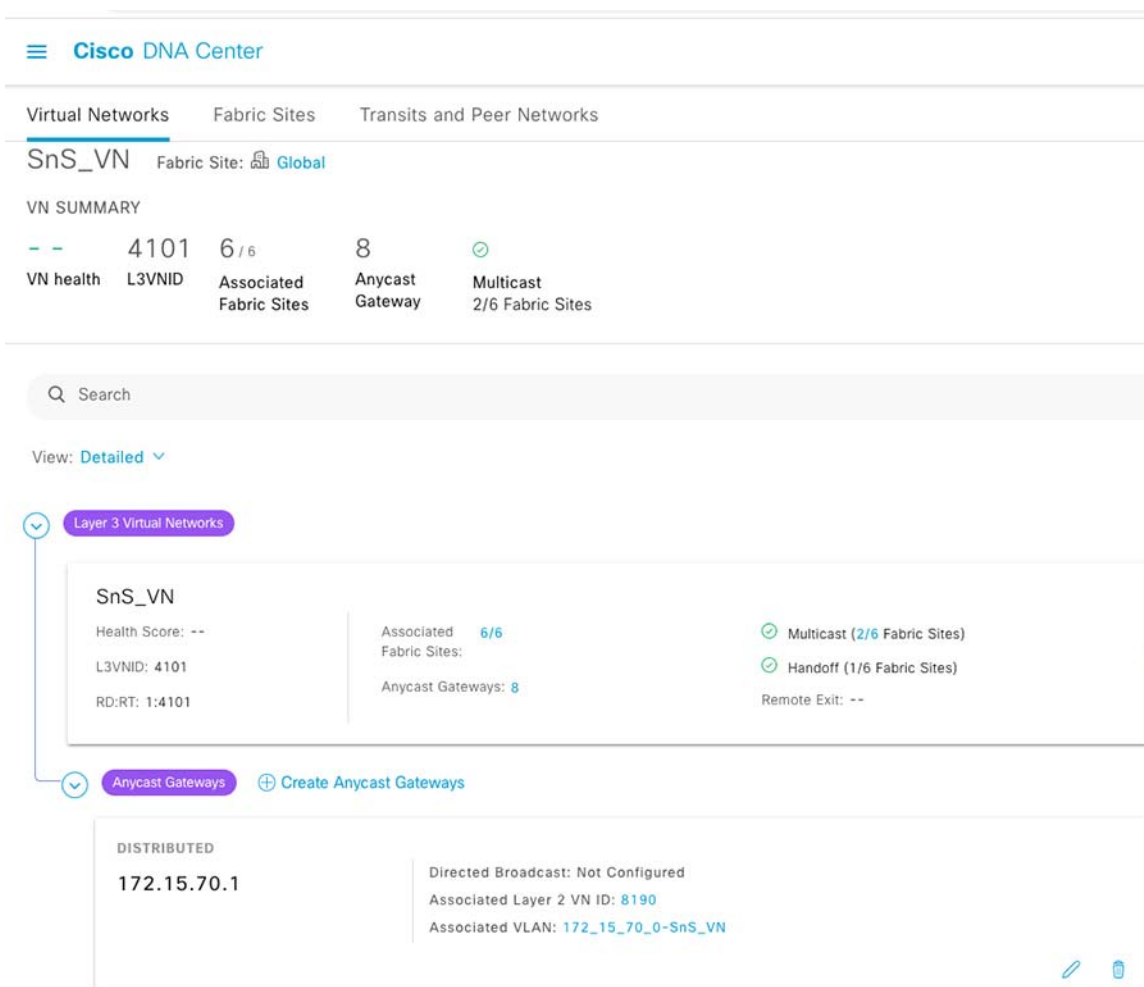 Cisco DNA Center
Virtual Networks Fabric Sites Transits and Peer Networks
SnS_VN Fabric Site: Global
VN SUMMARY
-- 4101 6/6 8
VN health L3VNID Associated Fabric Sites Anycast Gateway Multicast
2/6 Fabric Sites
Search
View: Detailed
Layer 3 Virtual Networks
SnS_VN
Health Score: --
L3VNID: 4101
RD:RT: 1:4101
Associated 6/6
Fabric Sites:
Anycast Gateways: 8
Multicast (2/6 Fabric Sites)
Handoff (1/6 Fabric Sites)
Remote Exit: --
Anycast Gateways Create Anycast Gateways
DISTRIBUTED
172.15.70.1
Directed Broadcast: Not Configured
Associated Layer 2 VN ID: 8190
Associated VLAN: 172_15_70_0-SnS_VN